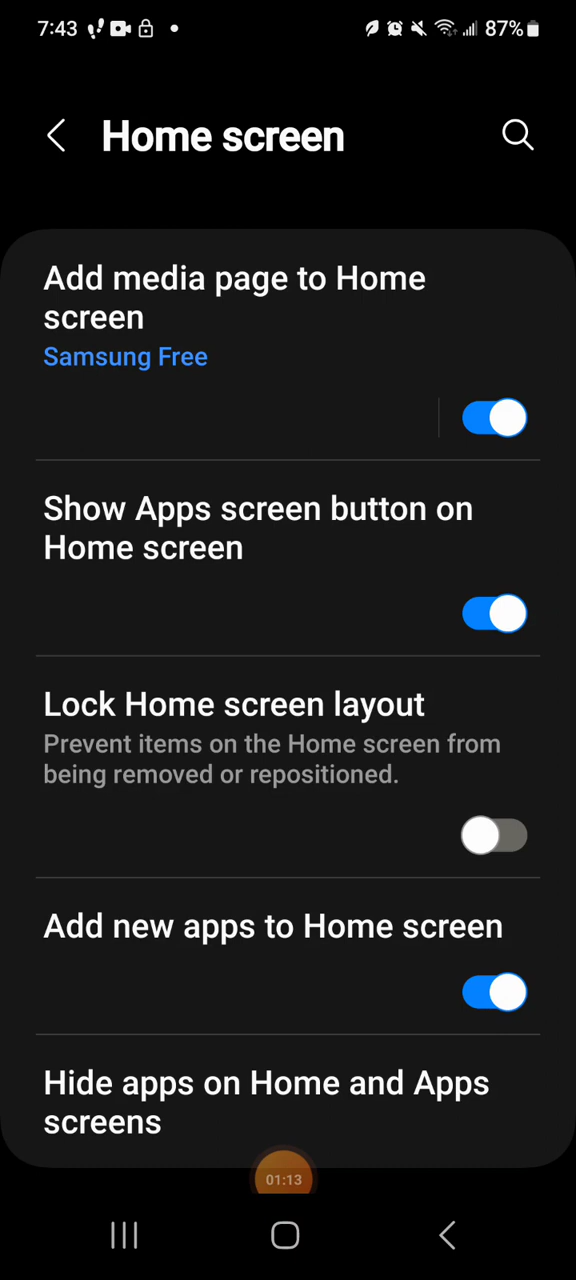 7:43 87%
Home screen
Add media page to Home
screen
Samsung Free
Show Apps screen button on
Home screen
Lock Home screen layout
Prevent items on the Home screen from
being removed or repositioned.
Add new apps to Home screen
Hide apps on Home and Apps
screens
01:13